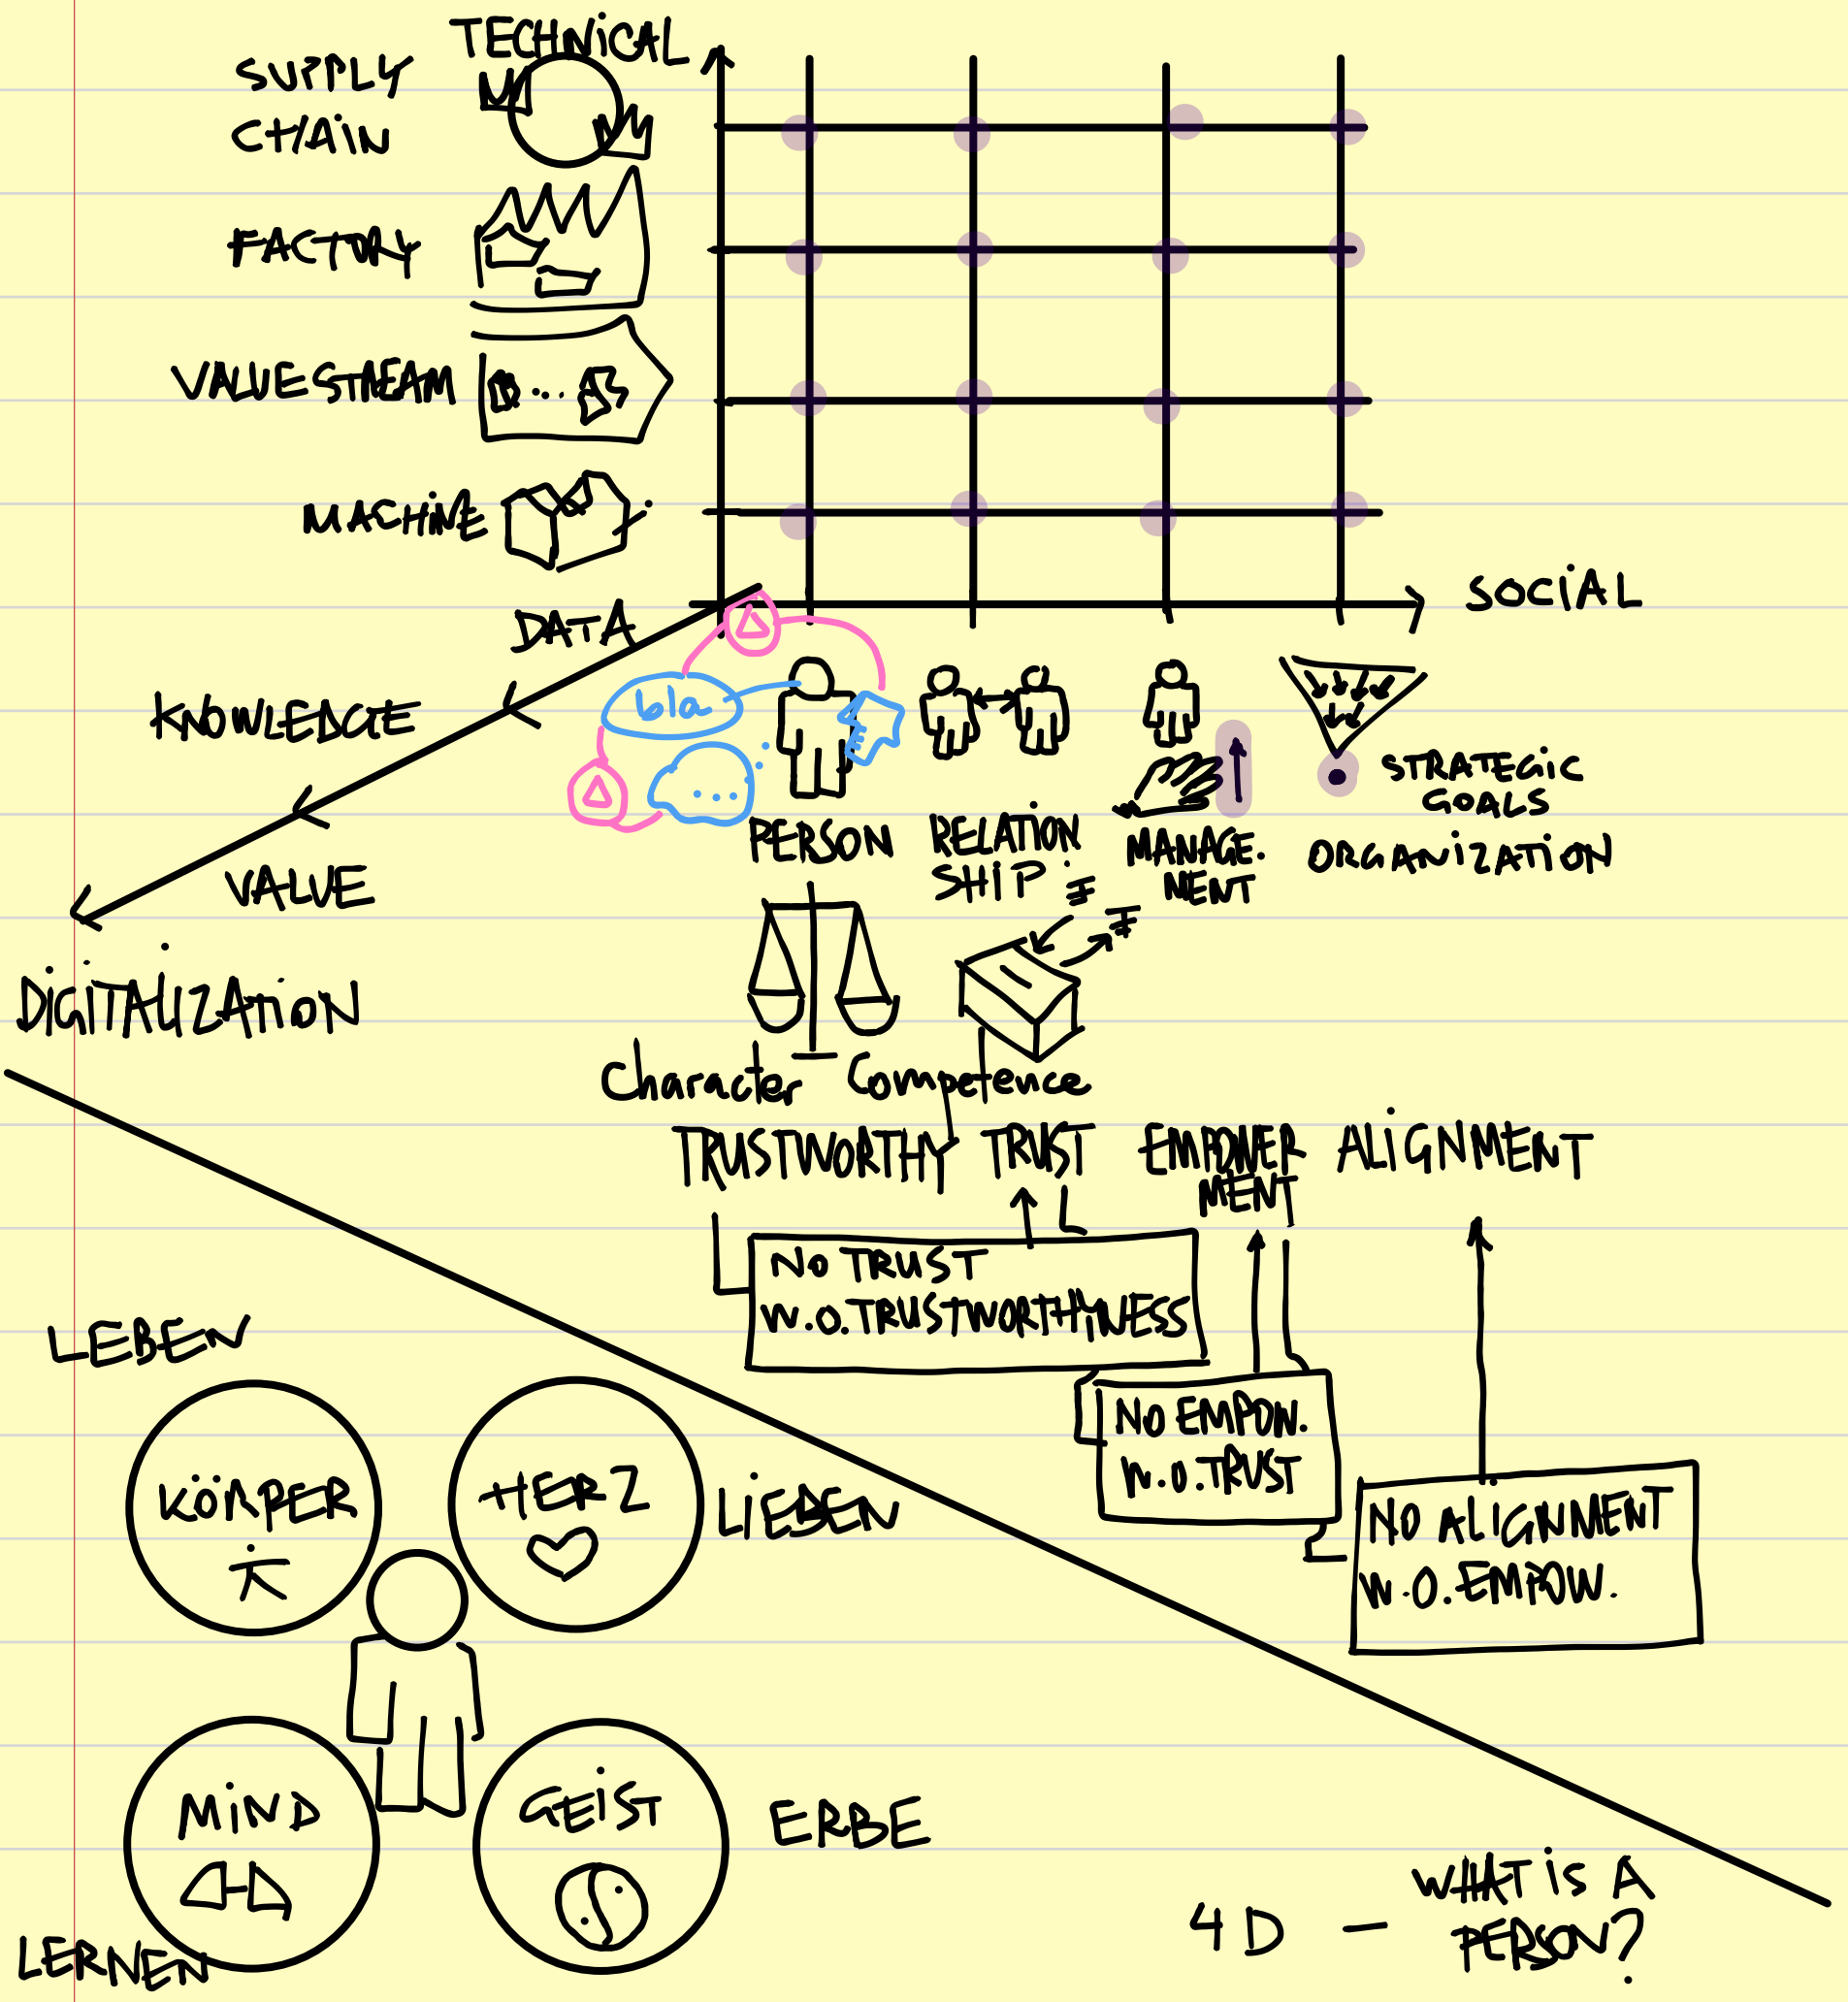 TECHNICAL
SUPPLY
CHAIN
FACTORY
VALUESTREAM
MACHINE
SOCIAL
DATA
KNOWLEDGE
VALUE
DIGITALIZATION
bla
PERSON
RELATION
SHIP
MANAGE.
MENT
STRATEGIC
GOALS
ORGANIZATION
Character Competence
TRUSTWORTHY TRUST EMPOWER ALIGNMENT
MENT
NO TRUST
W.O. TRUSTWORTHYNESS
NO EMPOW.
W.O. TRUST
NO ALIGNMENT
W.O. EMPOW.
LEBEN
KÖRPER
HERZ
LIEBEN
MIND
GEIST
ERBE
LERNEN
4D - WHAT IS A
PERSON?